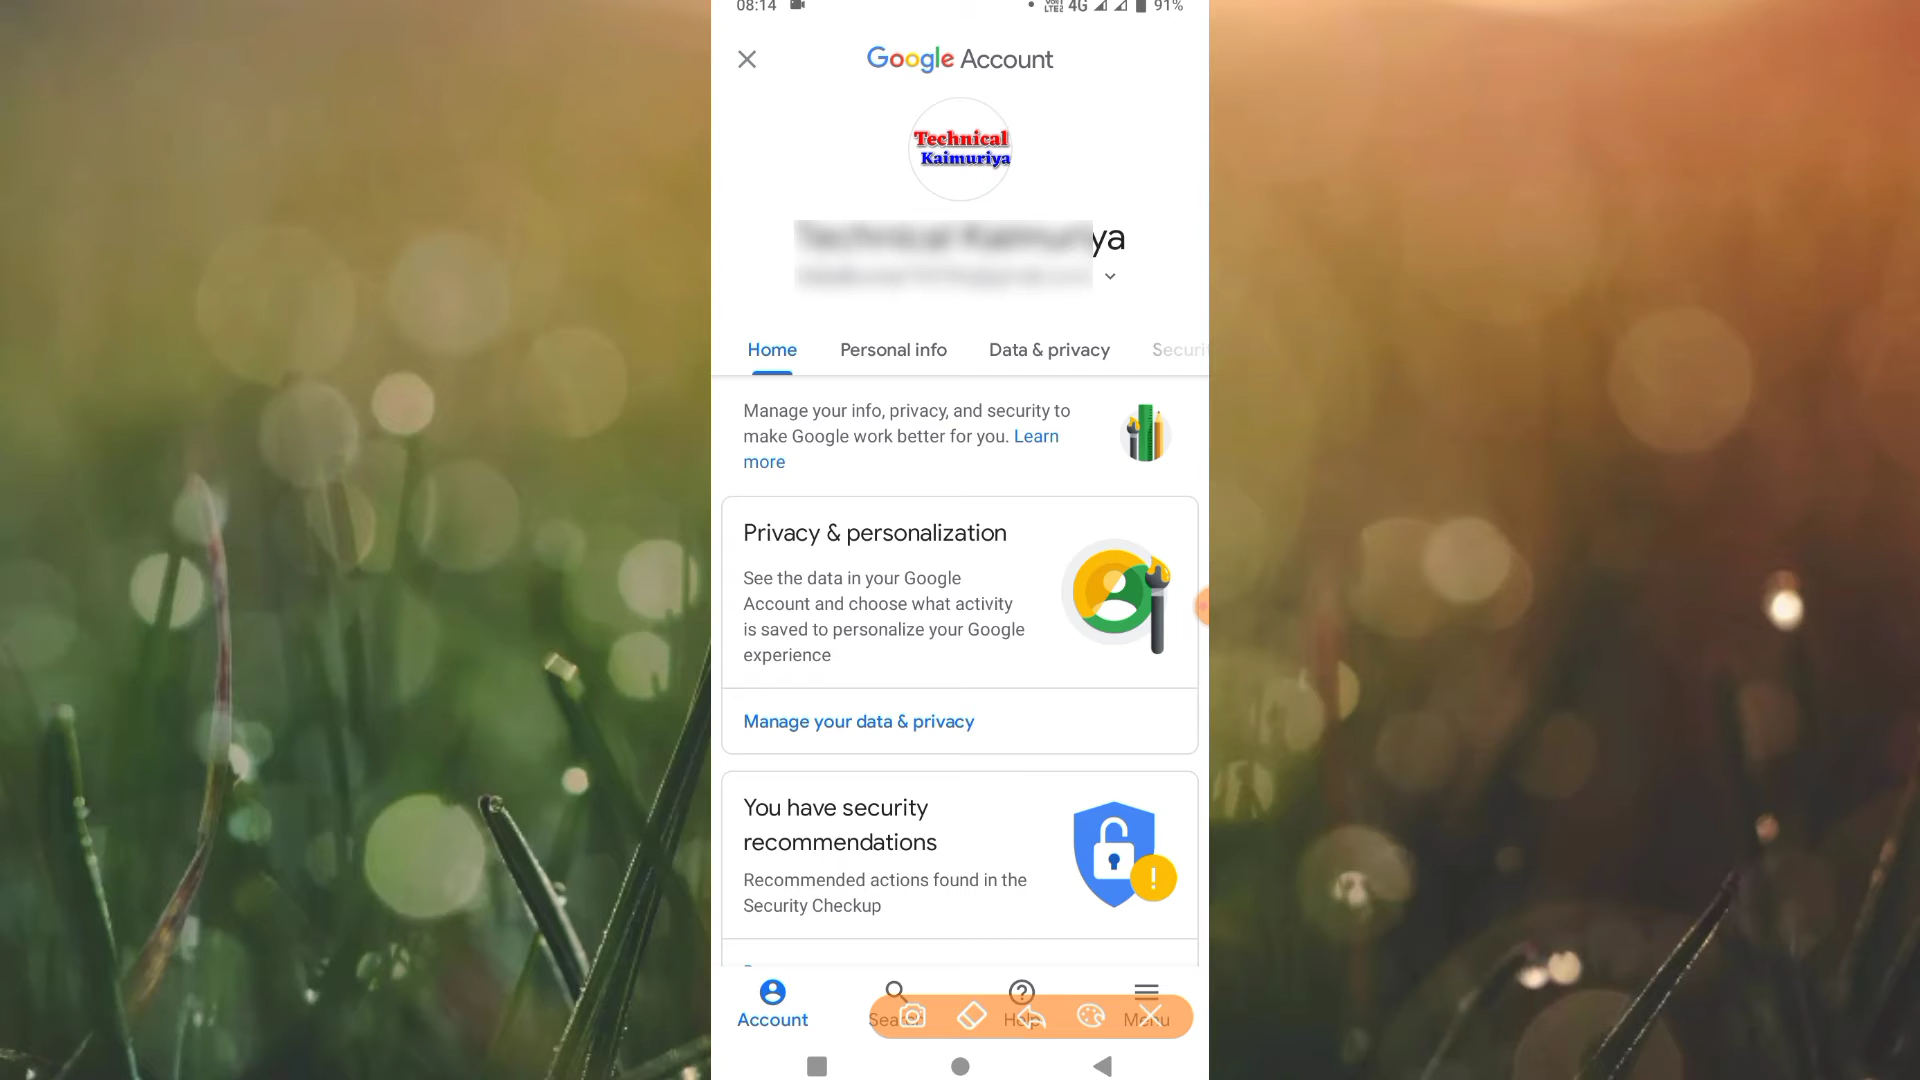 08:14
4G 91%
Google Account
Technical
Kaimuriya
ya
Home Personal info Data & privacy Securi
Manage your info, privacy, and security to
make Google work better for you. Learn
more
Privacy & personalization
See the data in your Google
Account and choose what activity
is saved to personalize your Google
experience
Manage your data & privacy
You have security
recommendations
Recommended actions found in the
Security Checkup
Account Search Help Menu